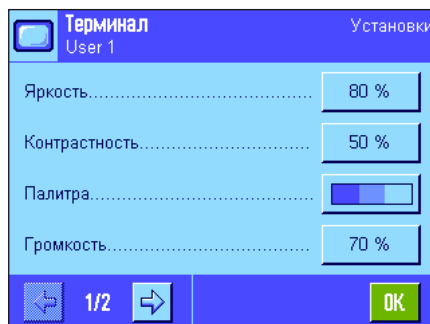 Терминал
Установки
User 1
Яркость 80 %
Контрастность 50 %
Палитра
Громкость 70 %
1/2
OK